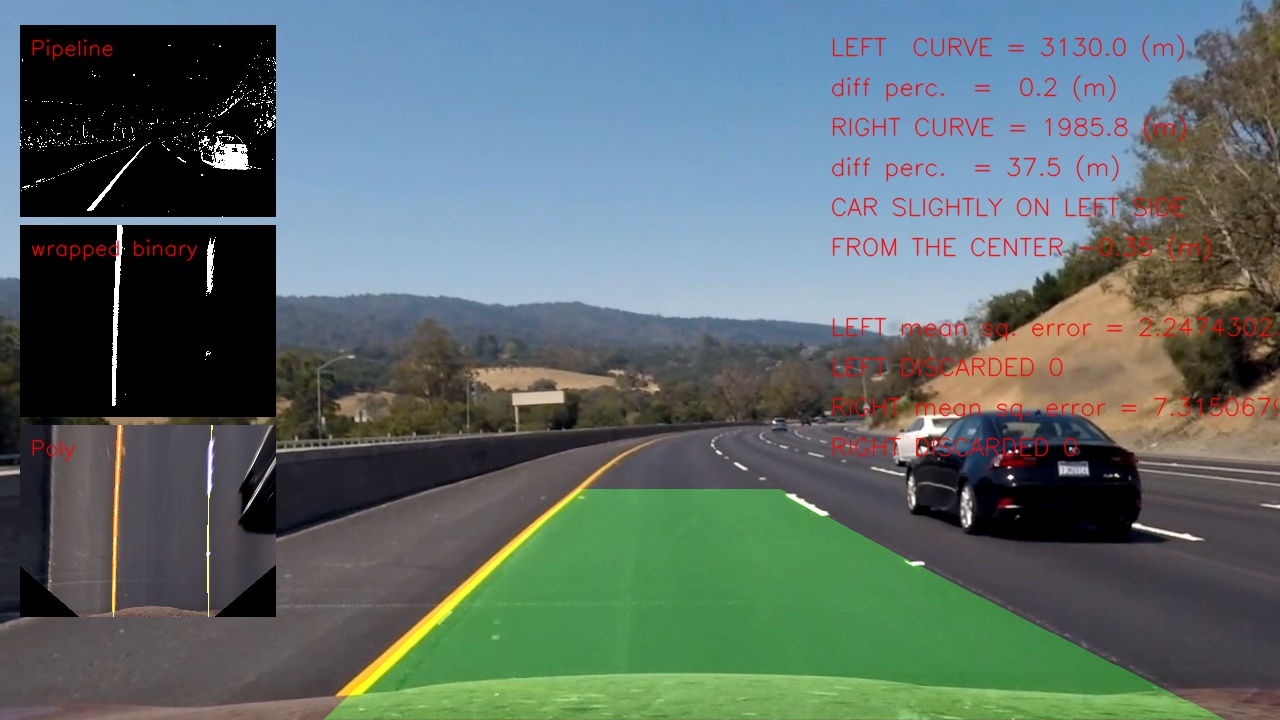 Pipeline
wrapped binary
Poly
LEFT CURVE = 3130.0 (m)
diff perc. = 0.2 (m)
RIGHT CURVE = 1985.8 (m)
diff perc. = 37.5 (m)
CAR SLIGHTLY ON LEFT SIDE
FROM THE CENTER -0.35 (m)
LEFT mean sq. error = 2.2474302
LEFT DISCARDED 0
RIGHT mean sq. error = 7.315067
RIGHT DISCARDED 0